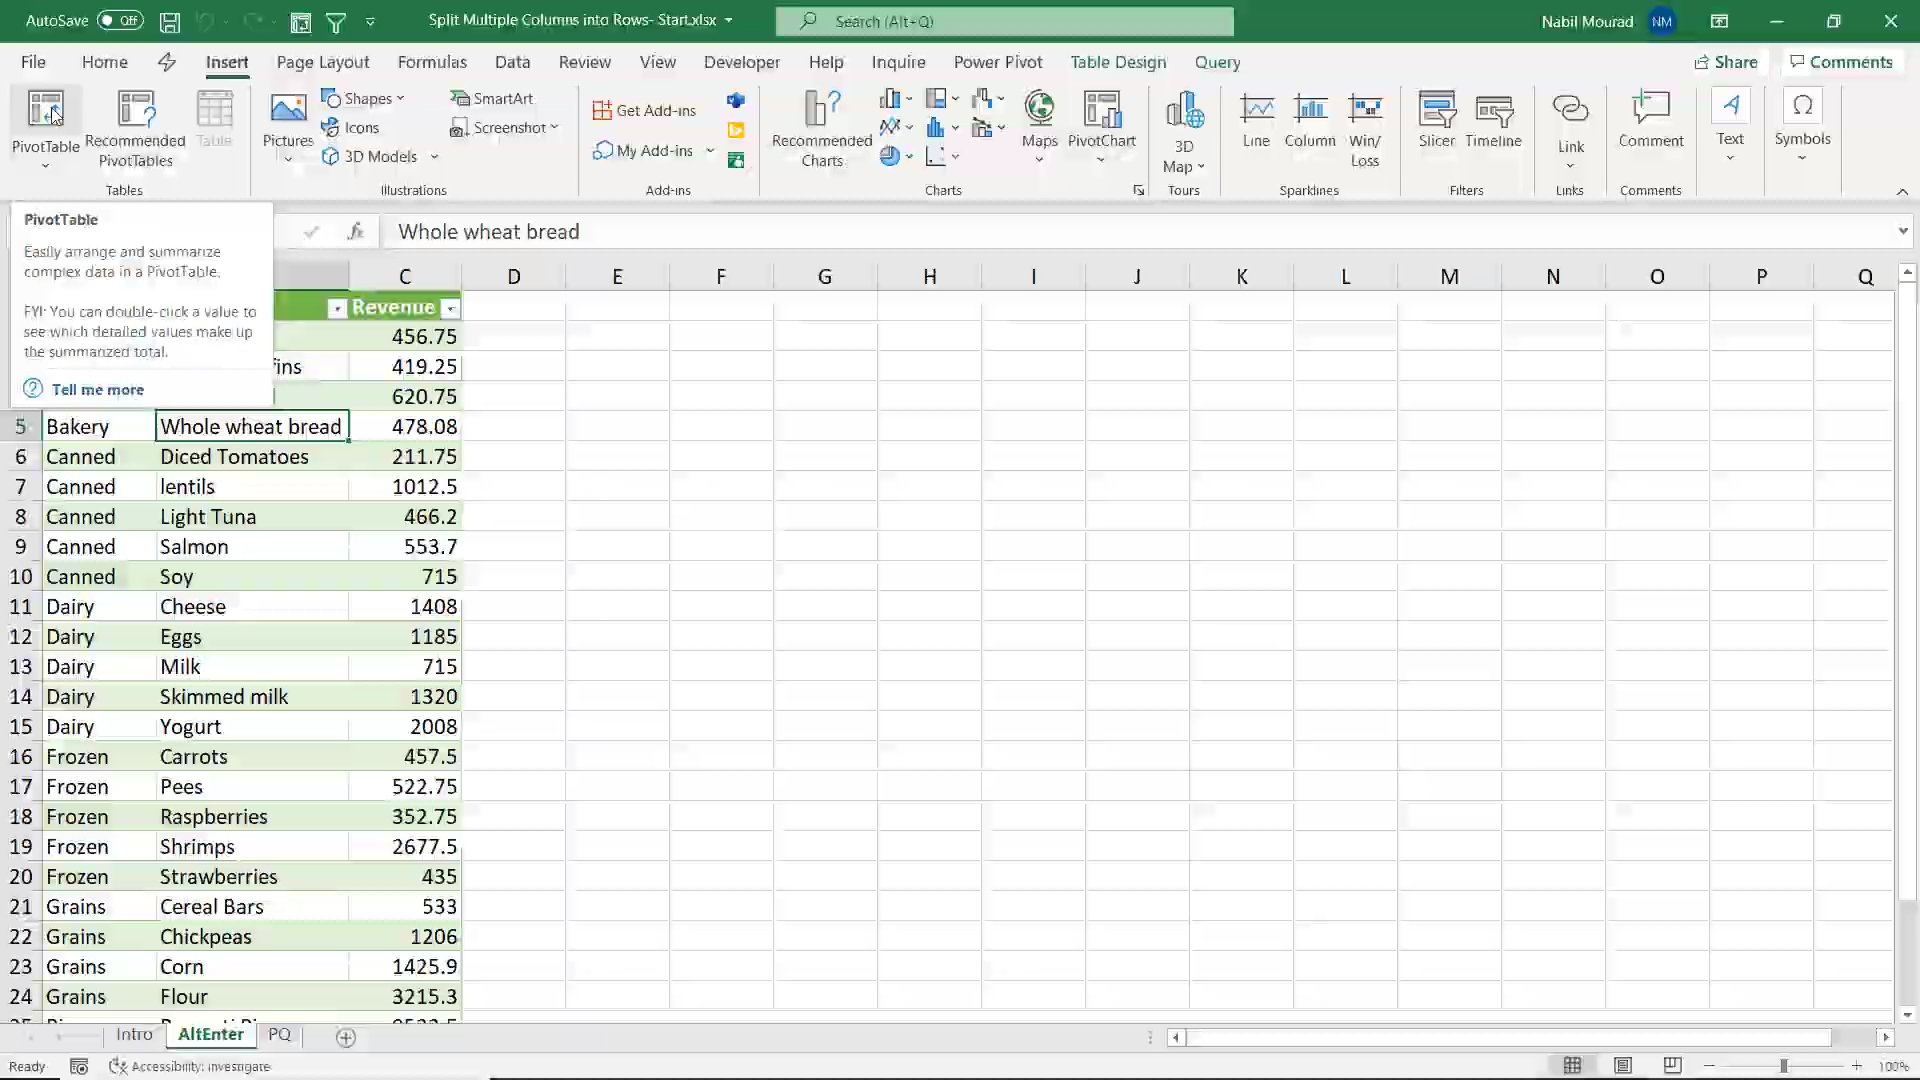 AutoSave Off Split Multiple Columns into Rows- Start.xlsx Search (Alt+Q) Nabil Mourad NM
File Home Insert Page Layout Formulas Data Review View Developer Help Inquire Power Pivot Table Design Query Share Comments
PivotTable
Recommended PivotTables
Table
Tables
Pictures
Shapes
Icons
3D Models
SmartArt
Screenshot
Illustrations
Get Add-ins
My Add-ins
Add-ins
Recommended Charts
Maps
PivotChart
Charts
3D Map
Tours
Line
Column
Win/Loss
Sparklines
Slicer
Timeline
Filters
Link
Links
Comment
Comments
Text
Symbols
PivotTable
Easily arrange and summarize
complex data in a PivotTable.
FYI: You can double-click a value to
see which detailed values make up
the summarized total.
Tell me more
fx Whole wheat bread
C D E F G H I J K L M N O P Q
Revenue
456.75
fins 419.25
620.75
5 Bakery Whole wheat bread 478.08
6 Canned Diced Tomatoes 211.75
7 Canned lentils 1012.5
8 Canned Light Tuna 466.2
9 Canned Salmon 553.7
10 Canned Soy 715
11 Dairy Cheese 1408
12 Dairy Eggs 1185
13 Dairy Milk 715
14 Dairy Skimmed milk 1320
15 Dairy Yogurt 2008
16 Frozen Carrots 457.5
17 Frozen Pees 522.75
18 Frozen Raspberries 352.75
19 Frozen Shrimps 2677.5
20 Frozen Strawberries 435
21 Grains Cereal Bars 533
22 Grains Chickpeas 1206
23 Grains Corn 1425.9
24 Grains Flour 3215.3
Intro AltEnter PQ
Ready Accessibility: Investigate 100%